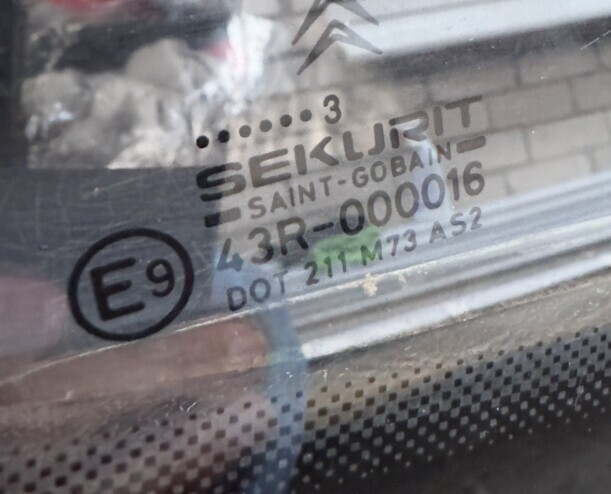 ...... 3
SEKURIT
SAINT-GOBAIN
43R-000016
E9
DOT 211 M73 AS2